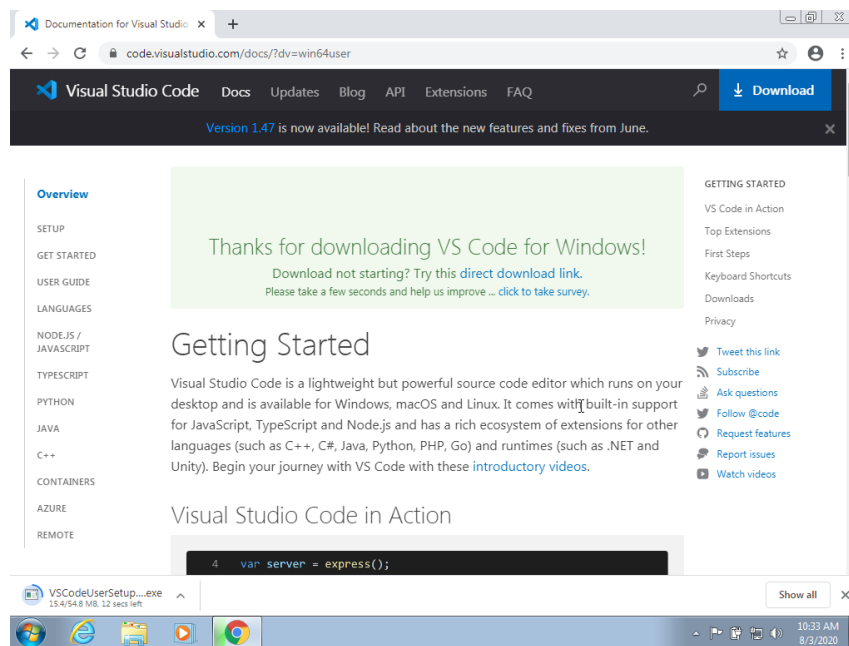 Documentation for Visual Studio
code.visualstudio.com/docs/?dv=win64user
Visual Studio Code Docs Updates Blog API Extensions FAQ Download
Version 1.47 is now available! Read about the new features and fixes from June.
Overview
SETUP
GET STARTED
USER GUIDE
LANGUAGES
NODE.JS /
JAVASCRIPT
TYPESCRIPT
PYTHON
JAVA
C++
CONTAINERS
AZURE
REMOTE
Thanks for downloading VS Code for Windows!
Download not starting? Try this direct download link.
Please take a few seconds and help us improve ... click to take survey.
Getting Started
Visual Studio Code is a lightweight but powerful source code editor which runs on your
desktop and is available for Windows, macOS and Linux. It comes with built-in support
for JavaScript, TypeScript and Node.js and has a rich ecosystem of extensions for other
languages (such as C++, C#, Java, Python, PHP, Go) and runtimes (such as .NET and
Unity). Begin your journey with VS Code with these introductory videos.
Visual Studio Code in Action
4 var server = express();
GETTING STARTED
VS Code in Action
Top Extensions
First Steps
Keyboard Shortcuts
Downloads
Privacy
Tweet this link
Subscribe
Ask questions
Follow @code
Request features
Report issues
Watch videos
VSCodeUserSetup....exe
15.4/54.8 MB, 12 secs left
Show all
10:33 AM
8/3/2020